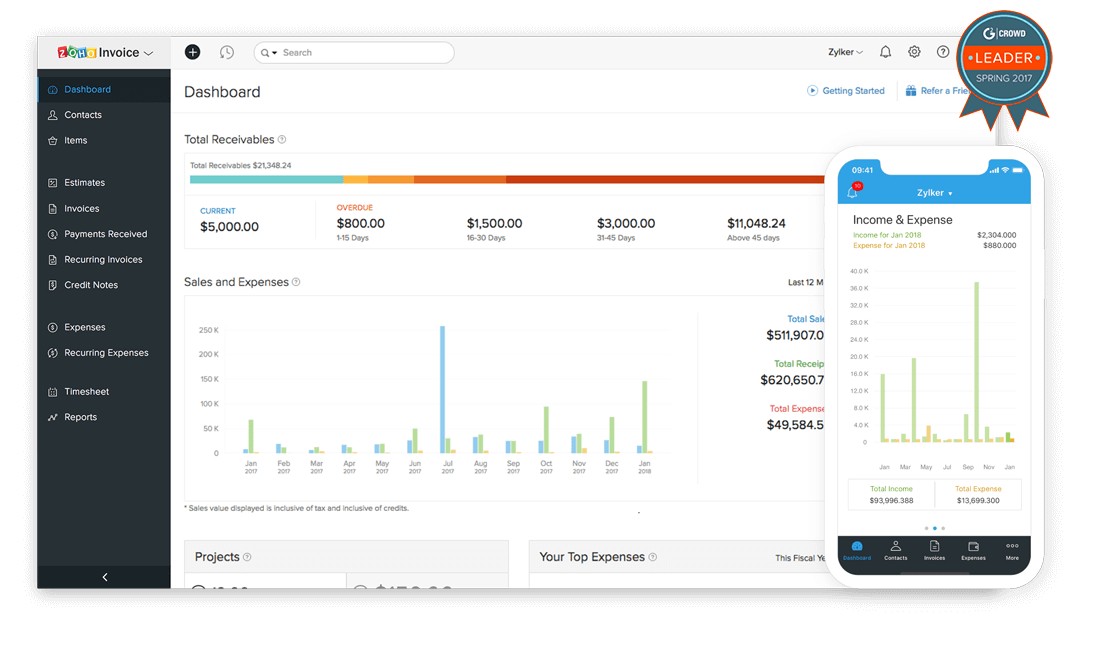 ZOHO Invoice
Search
Zylker
G2 CROWD
LEADER
SPRING 2017
Dashboard
Contacts
Items
Estimates
Invoices
Payments Received
Recurring Invoices
Credit Notes
Expenses
Recurring Expenses
Timesheet
Reports
Dashboard
Getting Started
Refer a Frie
Total Receivables
Total Receivables $21,348.24
CURRENT
$5,000.00
OVERDUE
$800.00
1-15 Days
$1,500.00
16-30 Days
$3,000.00
31-45 Days
$11,048.24
Above 45 days
Sales and Expenses
Last 12 M
250 K
200 K
150 K
100 K
50 K
0
Jan 2017
Feb 2017
Mar 2017
Apr 2017
May 2017
Jun 2017
Jul 2017
Aug 2017
Sep 2017
Oct 2017
Nov 2017
Dec 2017
Jan 2018
Total Sale
$511,907.0
Total Receip
$620,650.7
Total Expense
$49,584.5
* Sales value displayed is inclusive of tax and inclusive of credits.
Projects
Your Top Expenses
This Fiscal Ye
09:41
10
Zylker
Income & Expense
Income for Jan 2018 $2,304.000
Expense for Jan 2018 $880.000
40.0 K
36.0 K
32.0 K
28.0 K
24.0 K
20.0 K
16.0 K
12.0 K
8.0 K
4.0 K
0
Jan Mar May Jul Sep Nov Jan
Total Income
$93,996.388
Total Expense
$13,699.300
Dashboard
Contacts
Invoices
Expenses
More